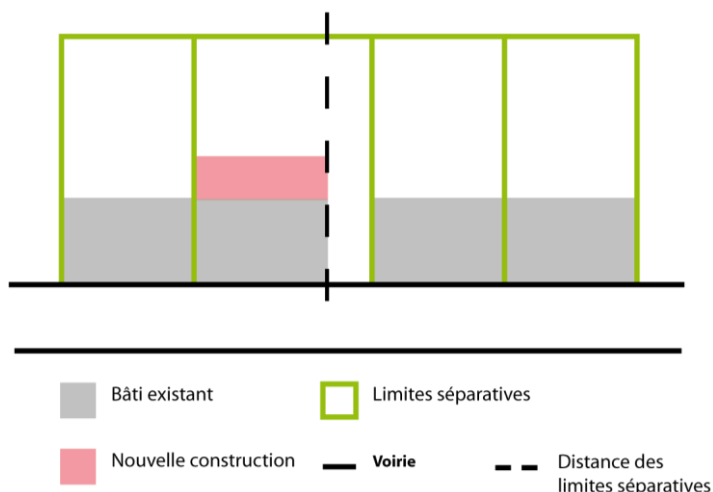 Bâti existant
Limites séparatives
Nouvelle construction
Voirie
Distance des
limites séparatives